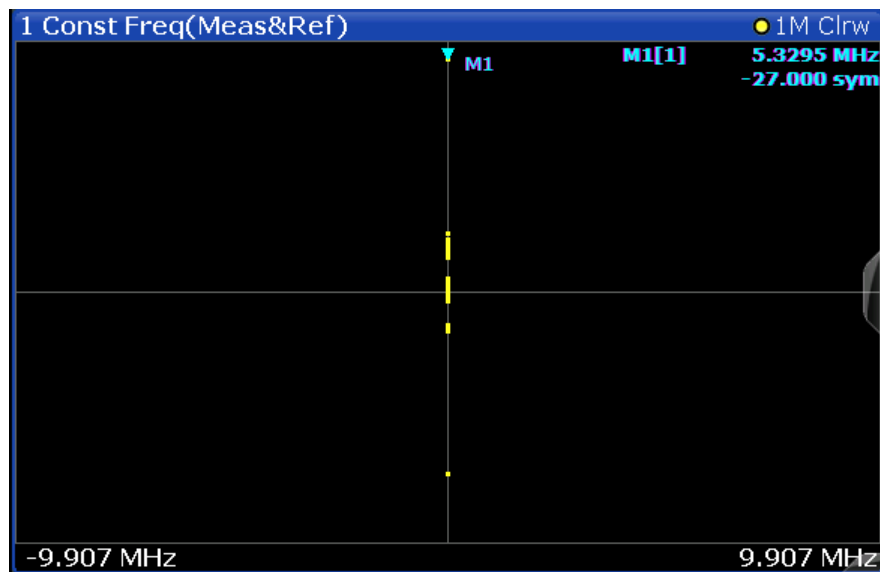 1 Const Freq(Meas&Ref) 1M Clrw
M1 M1[1] 5.3295 MHz
-27.000 sym
-9.907 MHz 9.907 MHz